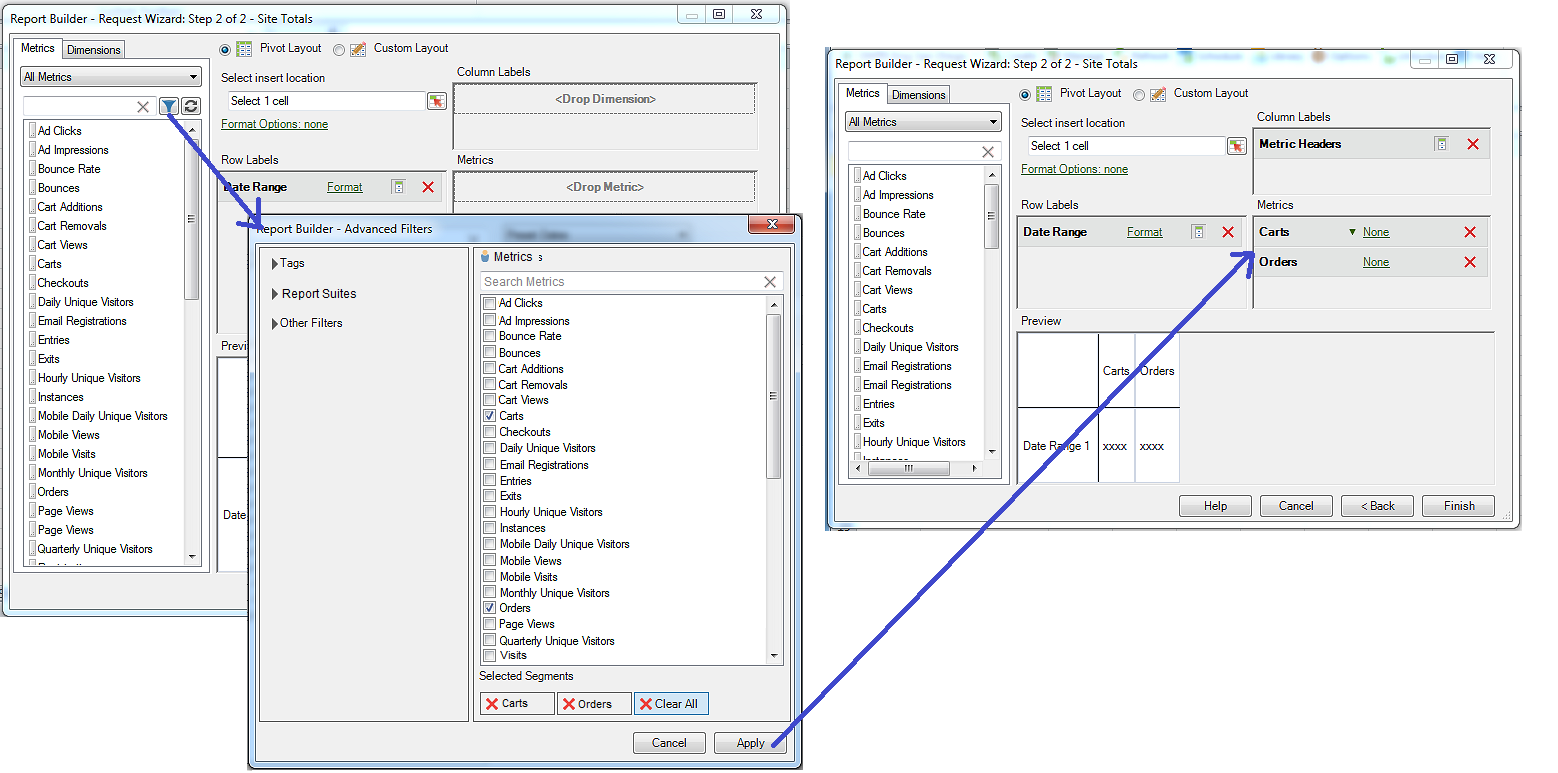 Report Builder - Request Wizard: Step 2 of 2 - Site Totals
Metrics Dimensions
Pivot Layout Custom Layout
All Metrics
Select insert location
Select 1 cell
Format Options: none
Column Labels
<Drop Dimension>
Row Labels
Date Range Format
Metrics
<Drop Metric>
Ad Clicks
Ad Impressions
Bounce Rate
Bounces
Cart Additions
Cart Removals
Cart Views
Carts
Checkouts
Daily Unique Visitors
Email Registrations
Entries
Exits
Hourly Unique Visitors
Instances
Mobile Daily Unique Visitors
Mobile Views
Mobile Visits
Monthly Unique Visitors
Orders
Page Views
Page Views
Quarterly Unique Visitors
Previ
Date
Report Builder - Advanced Filters
Tags
Report Suites
Other Filters
Metrics s
Search Metrics
Ad Clicks
Ad Impressions
Bounce Rate
Bounces
Cart Additions
Cart Removals
Cart Views
Carts
Checkouts
Daily Unique Visitors
Email Registrations
Entries
Exits
Hourly Unique Visitors
Instances
Mobile Daily Unique Visitors
Mobile Views
Mobile Visits
Monthly Unique Visitors
Orders
Page Views
Quarterly Unique Visitors
Visits
Selected Segments
Carts Orders Clear All
Cancel Apply
Report Builder - Request Wizard: Step 2 of 2 - Site Totals
Metrics Dimensions
Pivot Layout Custom Layout
All Metrics
Select insert location
Select 1 cell
Format Options: none
Column Labels
Metric Headers
Row Labels
Date Range Format
Metrics
Carts None
Orders None
Ad Clicks
Ad Impressions
Bounce Rate
Bounces
Cart Additions
Cart Removals
Cart Views
Carts
Checkouts
Daily Unique Visitors
Email Registrations
Email Registrations
Entries
Exits
Hourly Unique Visitors
Preview
Carts Orders
Date Range 1 xxxx xxxx
Help Cancel < Back Finish